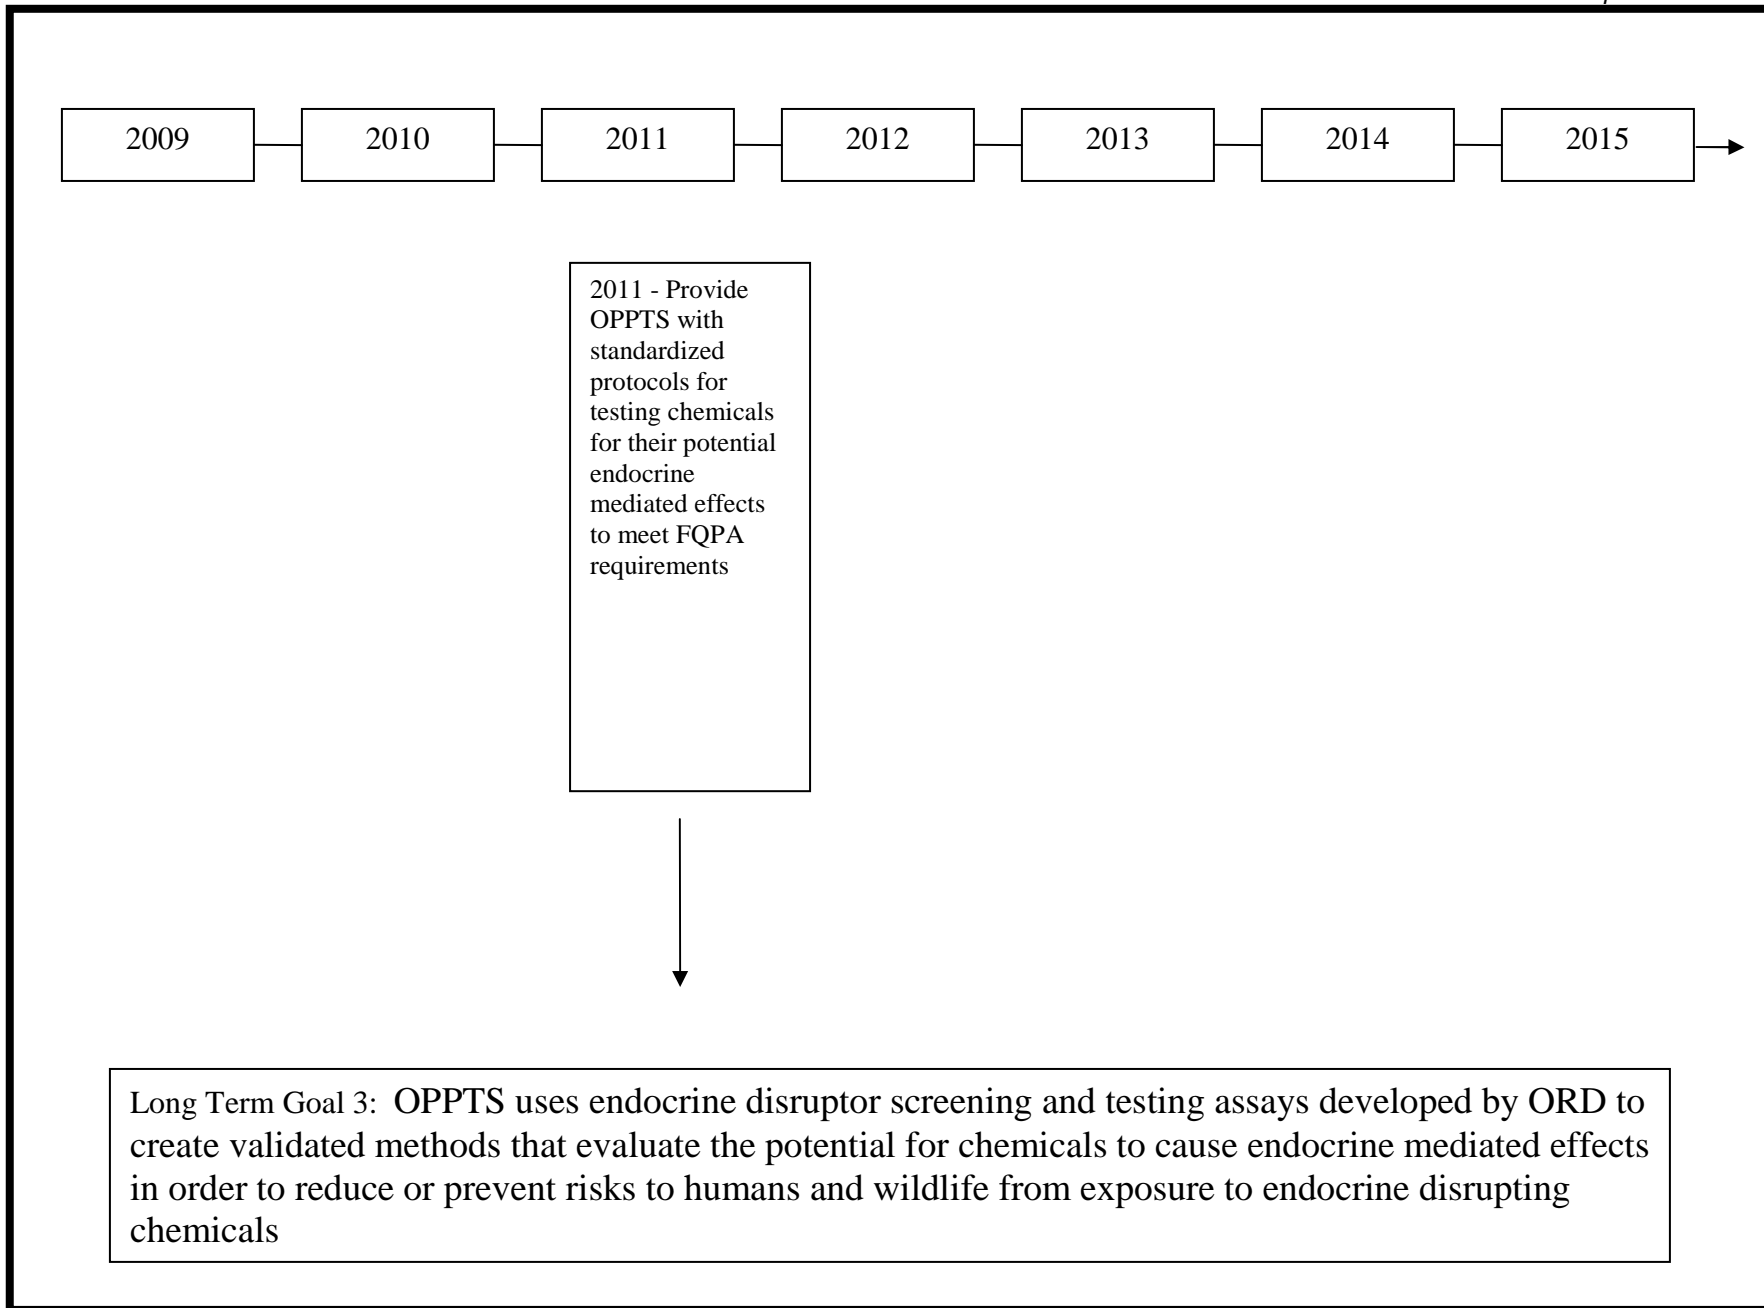 2009 2010 2011 2012 2013 2014 2015
2011 - Provide
OPPTS with
standardized
protocols for
testing chemicals
for their potential
endocrine
mediated effects
to meet FQPA
requirements
Long Term Goal 3: OPPTS uses endocrine disruptor screening and testing assays developed by ORD to
create validated methods that evaluate the potential for chemicals to cause endocrine mediated effects
in order to reduce or prevent risks to humans and wildlife from exposure to endocrine disrupting
chemicals